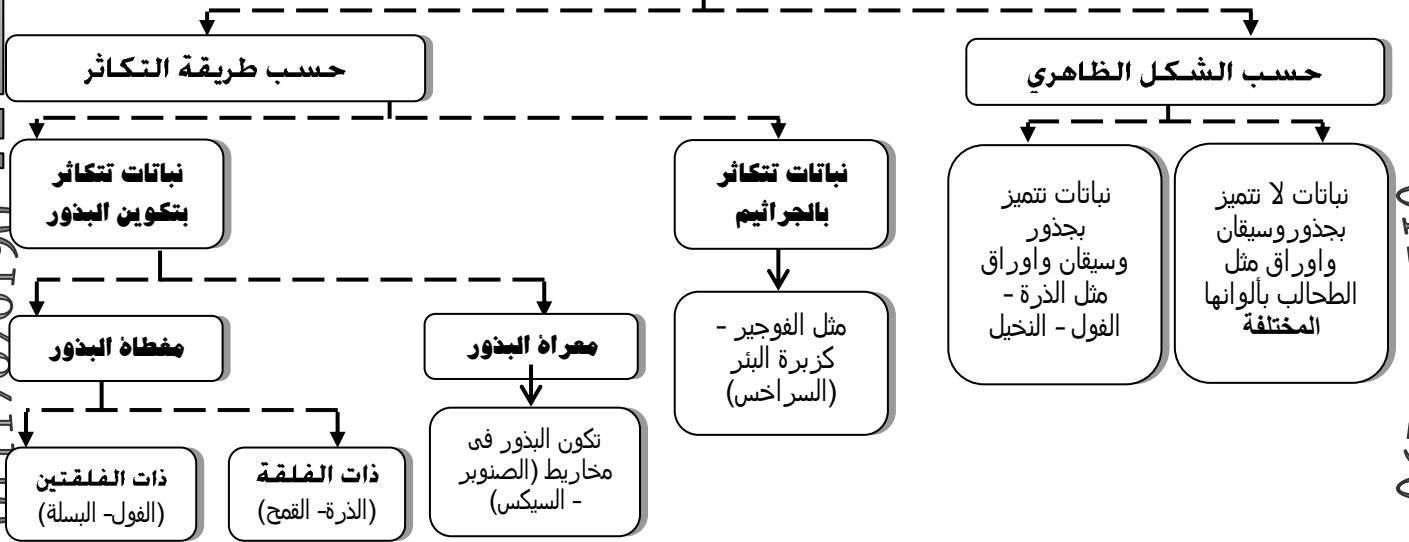 حسب الشكل الظاهري
حسب طريقة التكاثر
نباتات لا تتميز
بجذور وسيقان
واوراق مثل
الطحالب بألوانها
المختلفة
نباتات تتميز
بجذور
وسيقان واوراق
مثل الذرة -
الفول - النخيل
نباتات تتكاثر
بالجراثيم
مثل الفوجير -
كزبرة البئر
(السراخس)
نباتات تتكاثر
بتكوين البذور
معراة البذور
تكون البذور فى
مخاريط (الصنوبر
- السيكس)
مغطاة البذور
ذات الفلقة
(الذرة- القمح)
ذات الفلقتين
(الفول- البسلة)